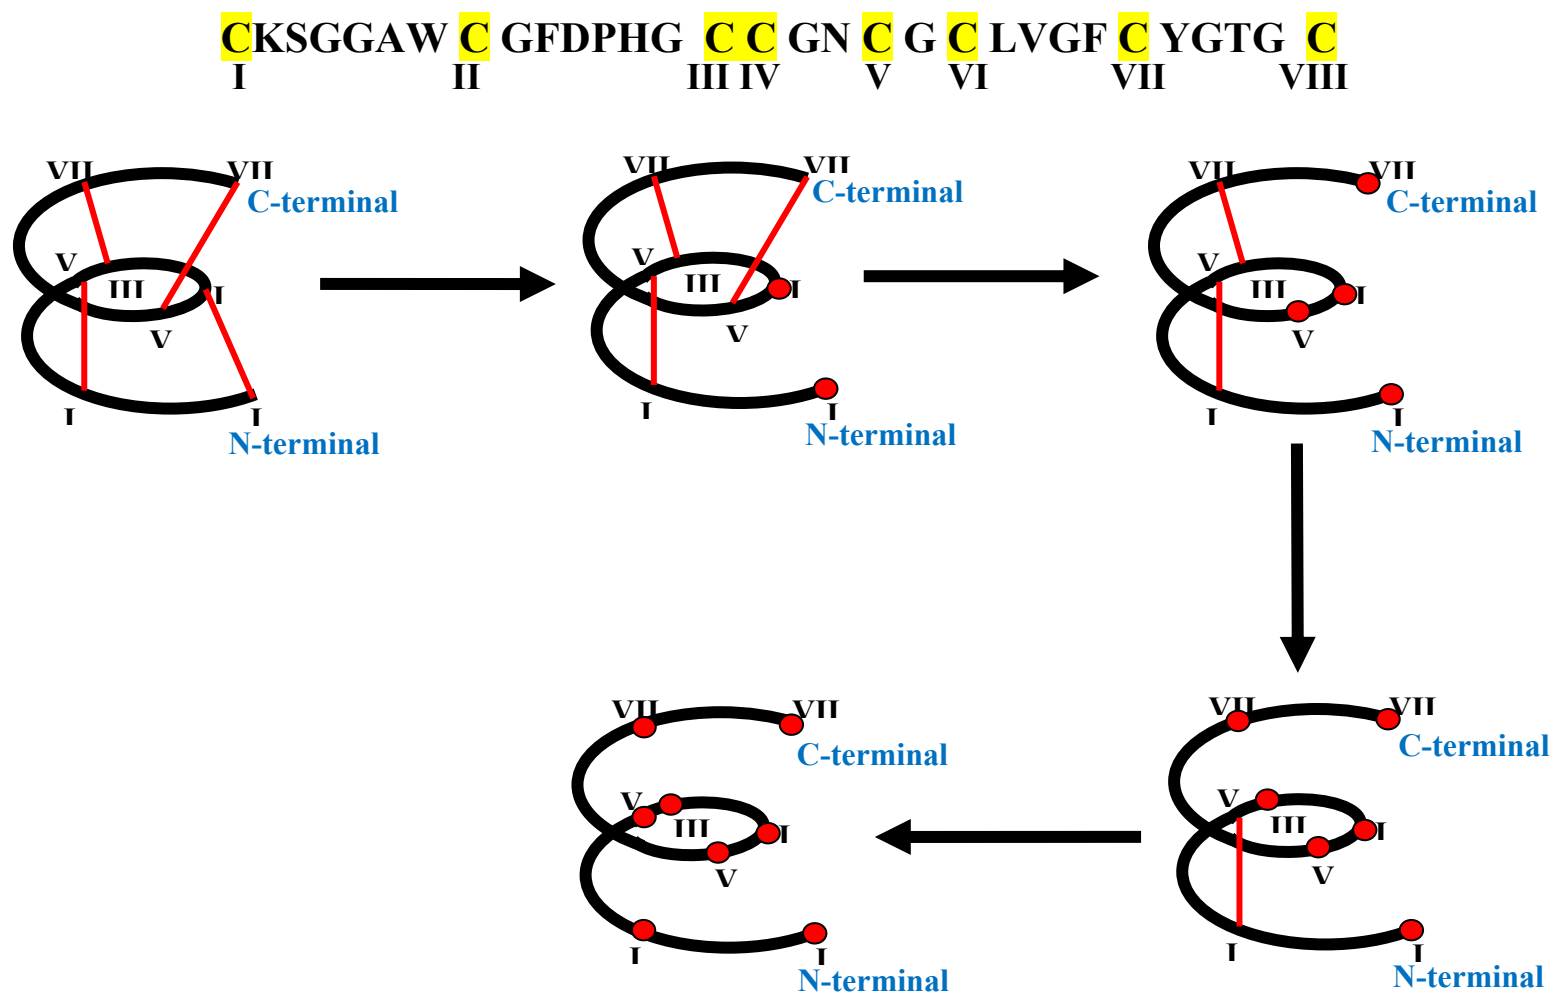 CKSGGAW C GFDPHG C C GN C G C LVGF C YGTG C
I II III IV V VI VII VIII
VII VII
C-terminal
V
III
I
V
I
I
N-terminal
VII VII
C-terminal
V
III
I
V
I
I
N-terminal
VII VII
C-terminal
V
III
I
V
I
I
N-terminal
VII VII
C-terminal
V
III
I
V
I
I
N-terminal
VII VII
C-terminal
V
III
I
V
I
I
N-terminal